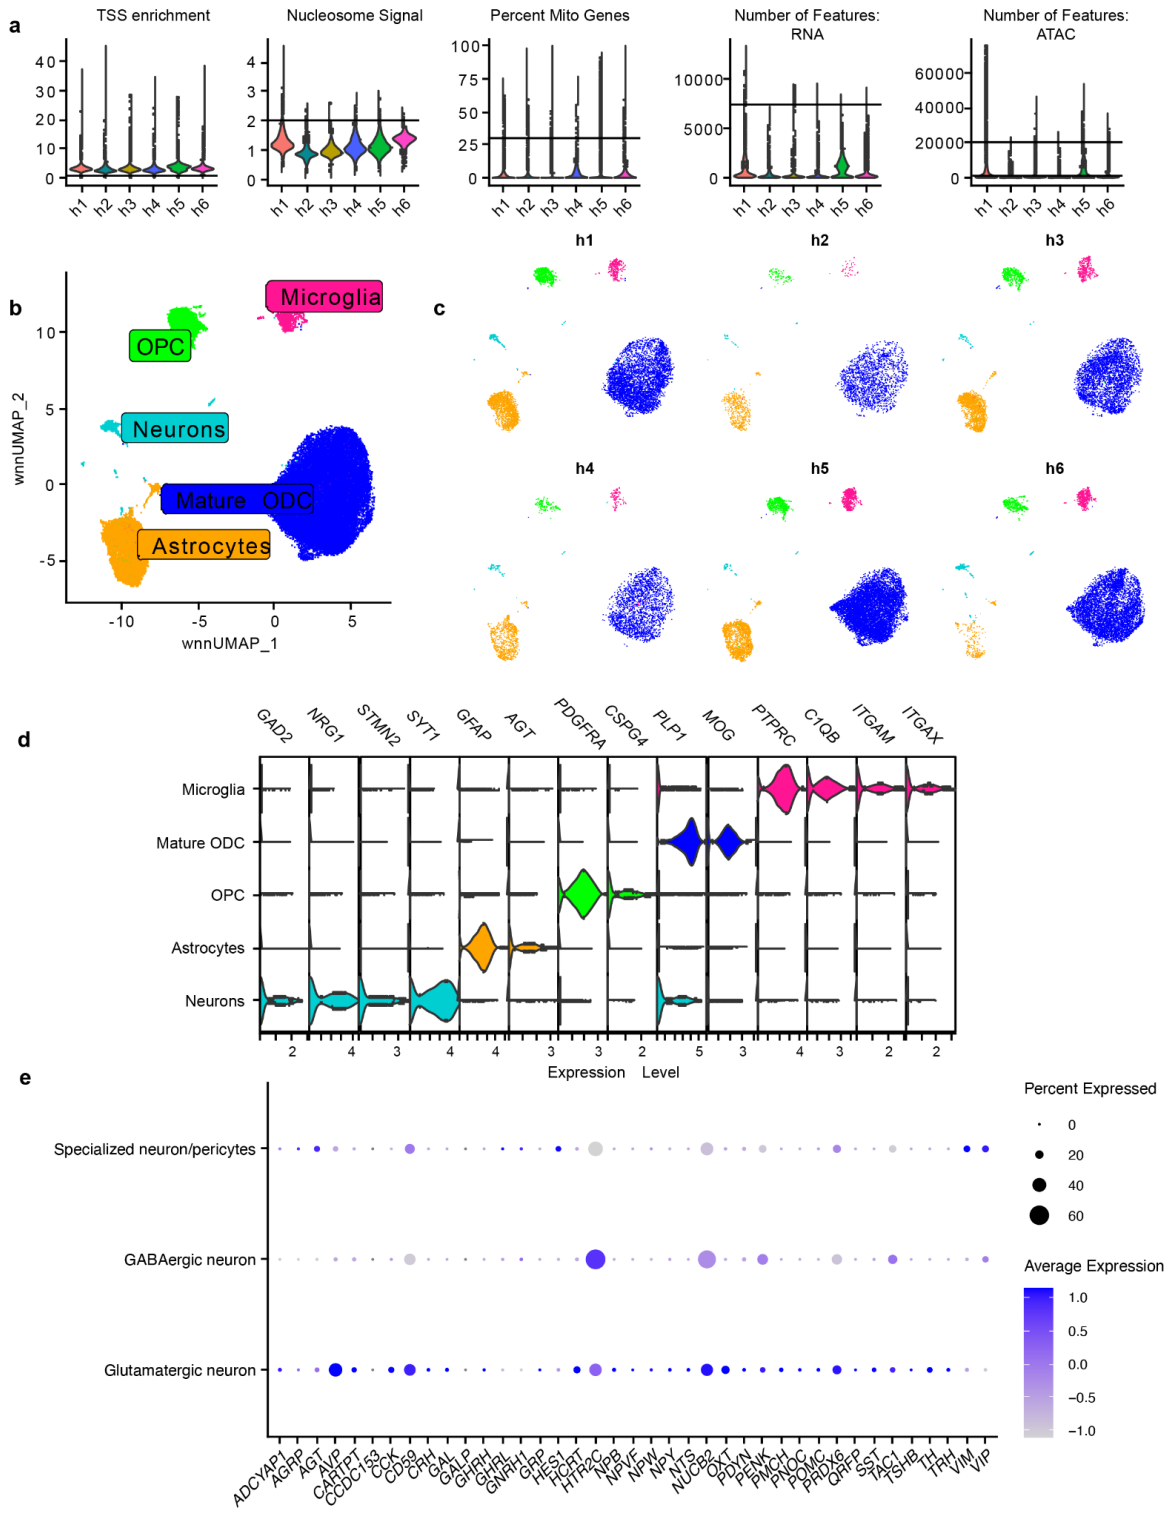 a
TSS enrichment
Nucleosome Signal
Percent Mito Genes
Number of Features:
RNA
Number of Features:
ATAC
40
30
20
10
0
h1 h2 h3 h4 h5 h6
4
3
2
1
0
h1 h2 h3 h4 h5 h6
100
75
50
25
0
h1 h2 h3 h4 h5 h6
10000
5000
0
h1 h2 h3 h4 h5 h6
60000
40000
20000
0
h1 h2 h3 h4 h5 h6
b
Microglia
OPC
Neurons
Mature ODC
Astrocytes
wnnUMAP_2
10
5
0
-5
-10 -5 0 5
wnnUMAP_1
c
h1 h2 h3
h4 h5 h6
d
GAD2 NRG1 STMN2 SYT1 GFAP AGT PDGFRA CSPG4 PLP1 MOG PTPRC C1QB ITGAM ITGAX
Microglia
Mature ODC
OPC
Astrocytes
Neurons
2 4 3 4 4 3 3 2 5 3 4 3 2 2
Expression Level
e
Specialized neuron/pericytes
GABAergic neuron
Glutamatergic neuron
ADCYAP1 AGRP AGT AVP CARTPT CCDC153 CCK CD59 CRH GAL GALP GHRH GHRL GNRH1 GRP HES1 HCRT HTR2C NPB NPVF NPW NPY NTS NUCB2 OXT PDYN PENK PMCH PNOC POMC PRDX6 QRFP SST TAC1 TSHB TH TRH VIM VIP
Percent Expressed
0
20
40
60
Average Expression
1.0
0.5
0.0
−0.5
−1.0